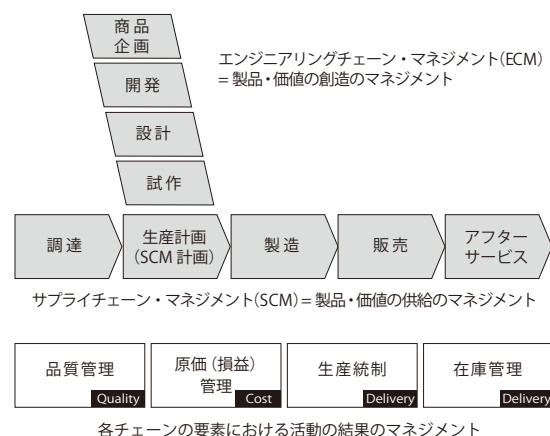 商品
企画
開発
設計
試作
エンジニアリングチェーン・マネジメント(ECM)
=製品・価値の創造のマネジメント
調達
生産計画
(SCM計画)
製造
販売
アフター
サービス
サプライチェーン・マネジメント(SCM)=製品・価値の供給のマネジメント
品質管理
Quality
原価(損益)
管理
Cost
生産統制
Delivery
在庫管理
Delivery
各チェーンの要素における活動の結果のマネジメント